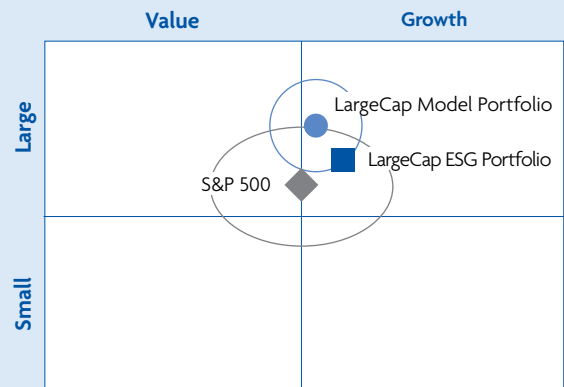 Value
Growth
Large
LargeCap Model Portfolio
LargeCap ESG Portfolio
S&P 500
Small